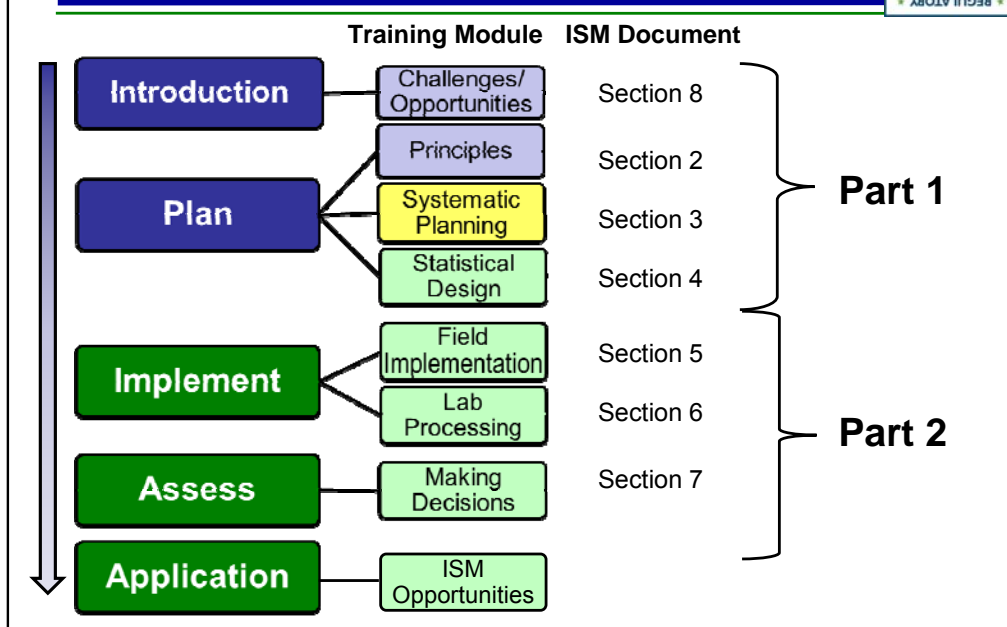 REGULATORY
Training Module ISM Document
Introduction
Challenges/
Opportunities
Section 8
Plan
Principles
Section 2
Systematic
Planning
Section 3
Statistical
Design
Section 4
Part 1
Implement
Field
Implementation
Section 5
Lab
Processing
Section 6
Part 2
Assess
Making
Decisions
Section 7
Application
ISM
Opportunities